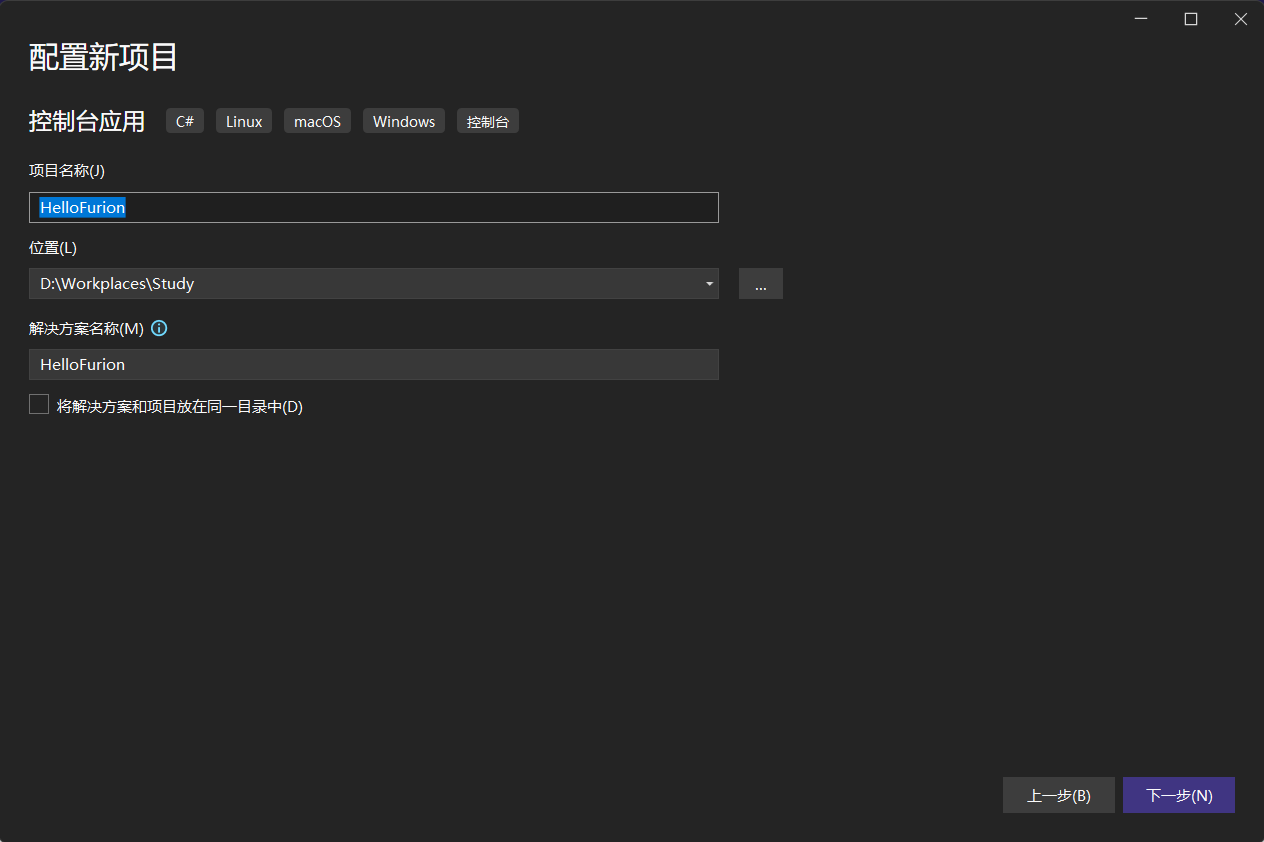 配置新项目
控制台应用 C# Linux macOS Windows 控制台
项目名称(J)
HelloFurion
位置(L)
D:\Workplaces\Study ...
解决方案名称(M)
HelloFurion
将解决方案和项目放在同一目录中(D)
上一步(B) 下一步(N)